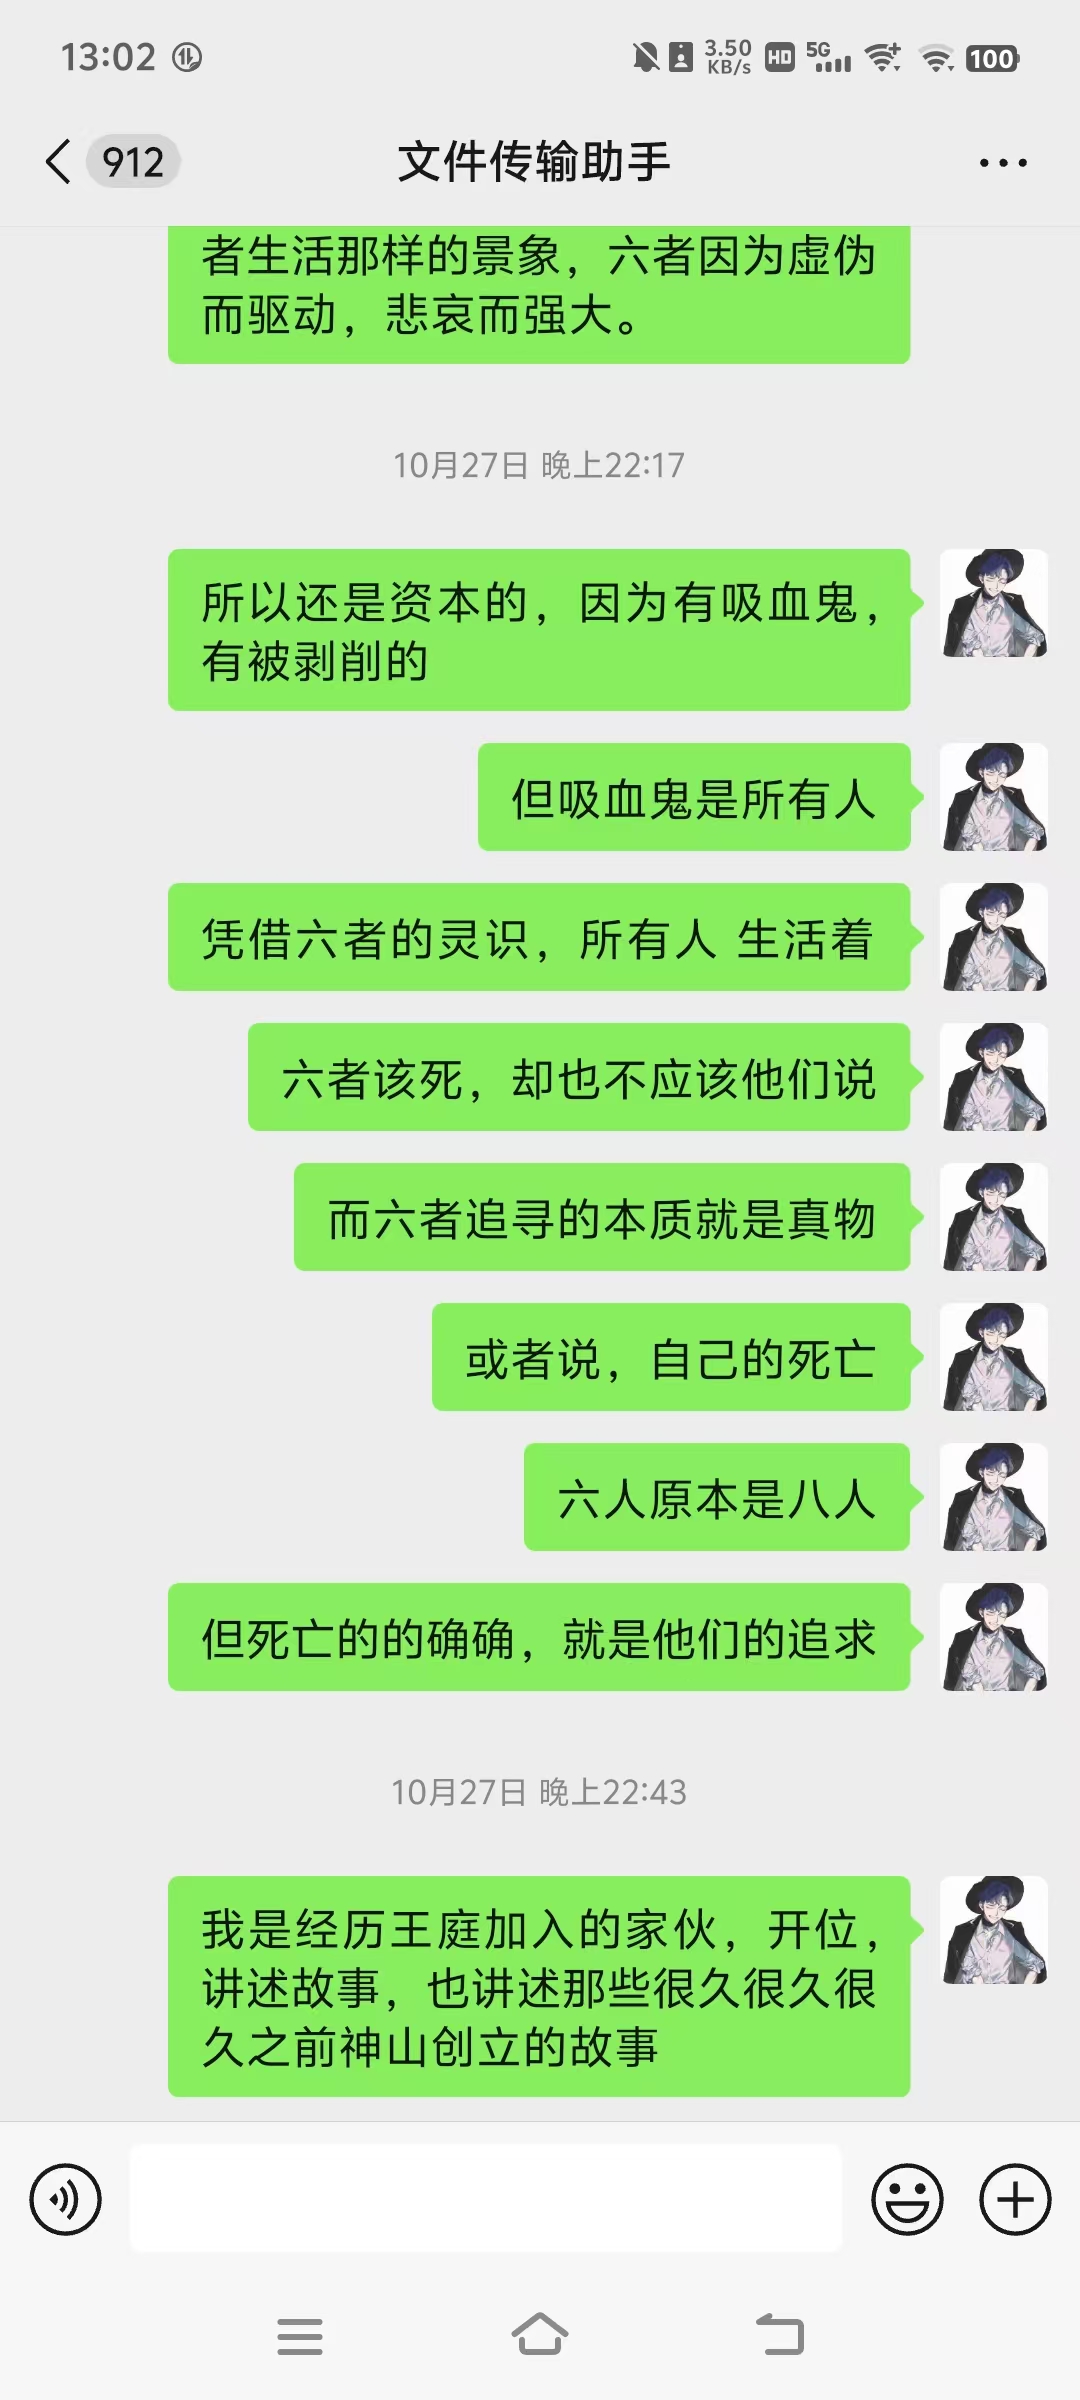 13:02
3.50
KB/s
HD
5G
100
912
文件传输助手
者生活那样的景象，六者因为虚伪
而驱动，悲哀而强大。
10月27日 晚上22:17
所以还是资本的，因为有吸血鬼，
有被剥削的
但吸血鬼是所有人
凭借六者的灵识，所有人 生活着
六者该死，却也不应该他们说
而六者追寻的本质就是真物
或者说，自己的死亡
六人原本是八人
但死亡的的确确，就是他们的追求
10月27日 晚上22:43
我是经历王庭加入的家伙，开位，
讲述故事，也讲述那些很久很久很
久之前神山创立的故事